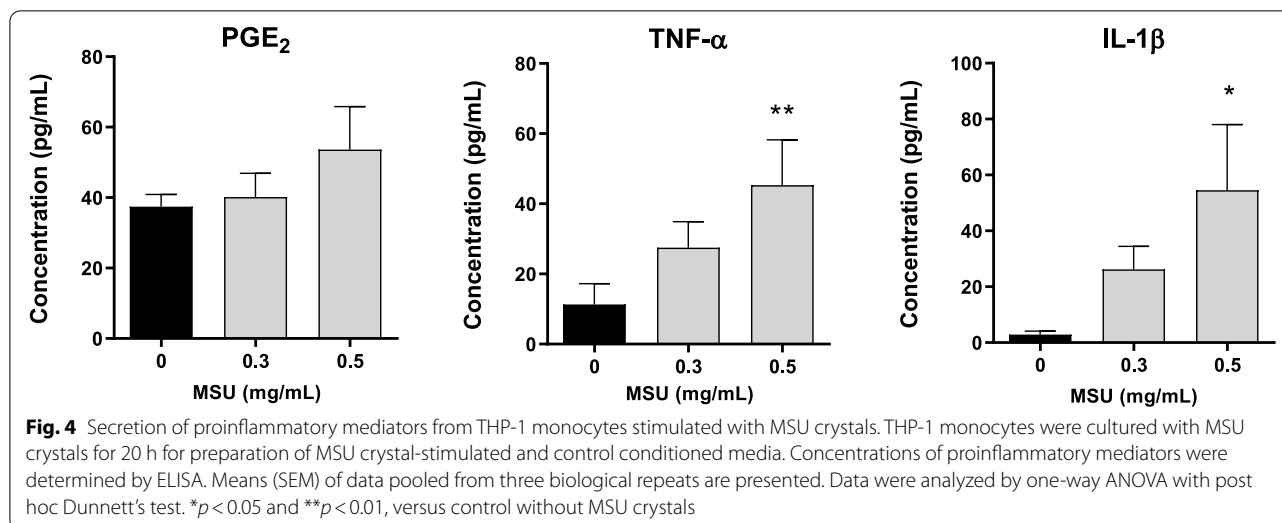 PGE₂
80
60
40
20
0
Concentration (pg/mL)
0 0.3 0.5
MSU (mg/mL)
TNF-α
80
60
40
20
0
Concentration (pg/mL)
**
0 0.3 0.5
MSU (mg/mL)
IL-1β
100
80
60
40
20
0
Concentration (pg/mL)
*
0 0.3 0.5
MSU (mg/mL)
Fig. 4 Secretion of proinflammatory mediators from THP-1 monocytes stimulated with MSU crystals. THP-1 monocytes were cultured with MSU
crystals for 20 h for preparation of MSU crystal-stimulated and control conditioned media. Concentrations of proinflammatory mediators were
determined by ELISA. Means (SEM) of data pooled from three biological repeats are presented. Data were analyzed by one-way ANOVA with post
hoc Dunnett’s test. *p < 0.05 and **p < 0.01, versus control without MSU crystals